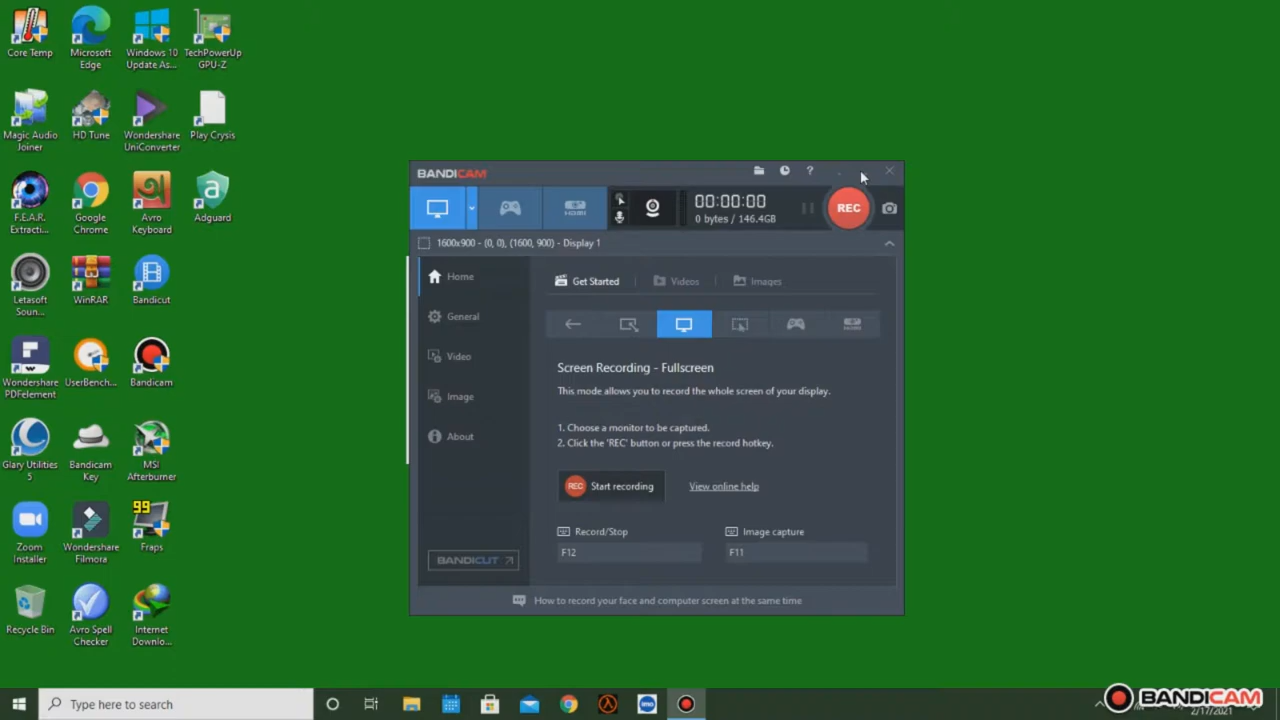 Core Temp
Microsoft
Edge
Windows 10
Update As...
TechPowerUp
GPU-Z
Magic Audio
Joiner
HD Tune
Wondershare
UniConverter
Play Crysis
F.E.A.R.
Extracti...
Google
Chrome
Avro
Keyboard
Adguard
Letasoft
Soun...
WinRAR
Bandicut
Wondershare
PDFelement
UserBench...
Bandicam
Glary Utilities
5
Bandicam
Key
MSI
Afterburner
Zoom
Installer
Wondershare
Filmora
99
Fraps
Recycle Bin
Avro Spell
Checker
Internet
Downlo...
BANDICAM
00:00:00
0 bytes / 146.4GB
REC
1600x900 - (0, 0), (1600, 900) - Display 1
Home
General
Video
Image
About
BANDICUT
Get Started
Videos
Images
Screen Recording - Fullscreen
This mode allows you to record the whole screen of your display.
1. Choose a monitor to be captured.
2. Click the 'REC' button or press the record hotkey.
REC Start recording
View online help
Record/Stop
F12
Image capture
F11
How to record your face and computer screen at the same time
Type here to search
imo
BANDICAM
2/17/2021